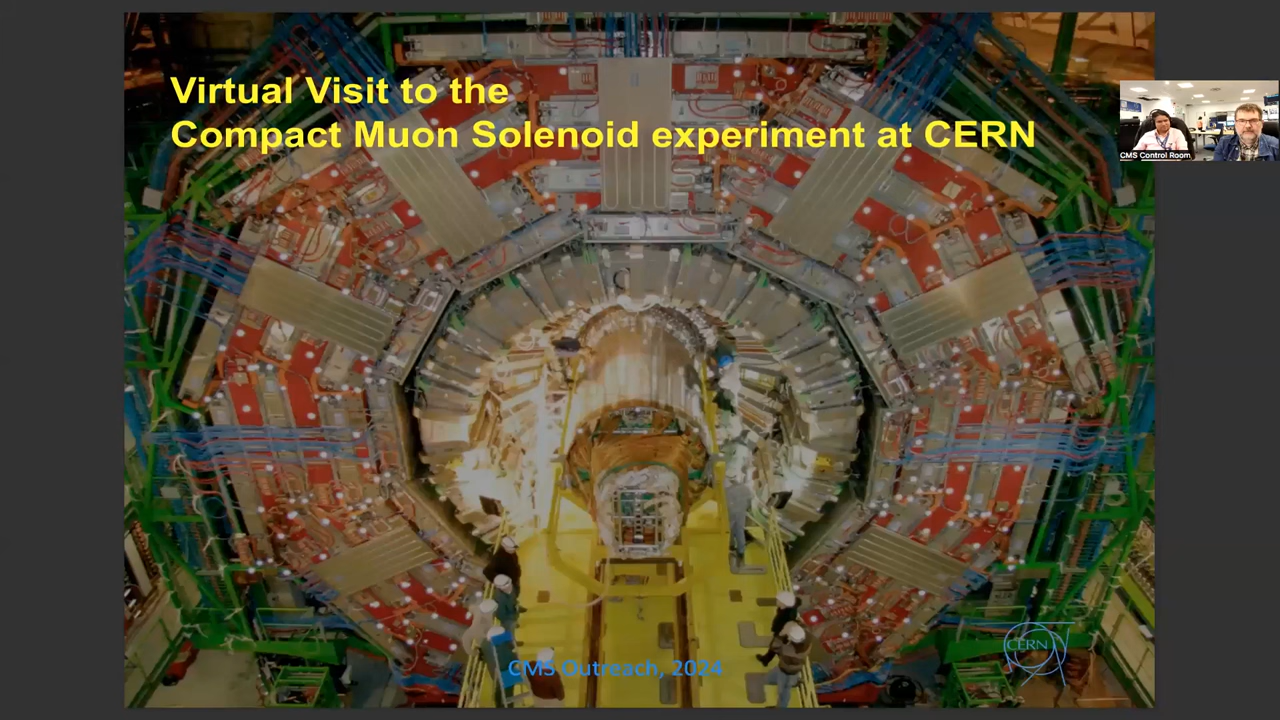 Virtual Visit to the
Compact Muon Solenoid experiment at CERN
CMS Control Room
CMS Outreach, 2024
CERN